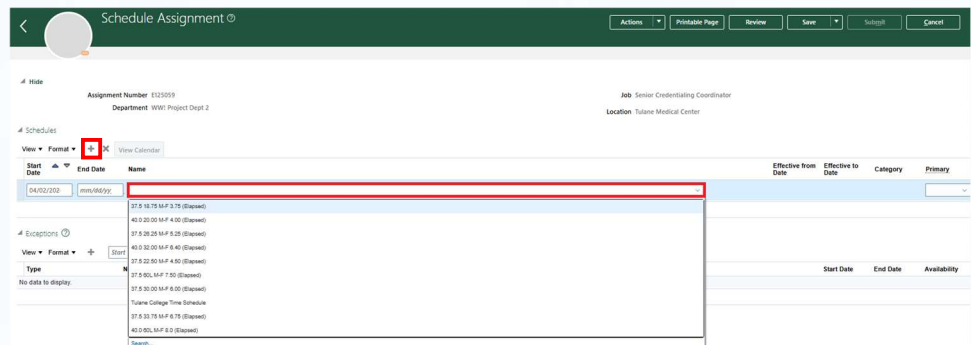 Schedule Assignment
Actions Printable Page Review Save Submit Cancel
Hide
Assignment Number E125059 Job Senior Credentialing Coordinator
Department WW! Project Dept 2 Location Tulane Medical Center
Schedules
View Format View Calendar
Start Date End Date Name Effective from Date Effective to Date Category Primary
04/02/202 mm/dd/yy
37.5 18.75 M-F 3.75 (Elapsed)
40.0 20.00 M-F 4.00 (Elapsed)
37.5 26.25 M-F 5.25 (Elapsed)
40.0 32.00 M-F 6.40 (Elapsed)
37.5 22.50 M-F 4.50 (Elapsed)
37.5 60L M-F 7.50 (Elapsed)
37.5 30.00 M-F 6.00 (Elapsed)
Tulane College Time Schedule
37.5 33.75 M-F 6.75 (Elapsed)
40.0 60L M-F 8.0 (Elapsed)
Search...
Exceptions
View Format Start
Type N Start Date End Date Availability
No data to display.